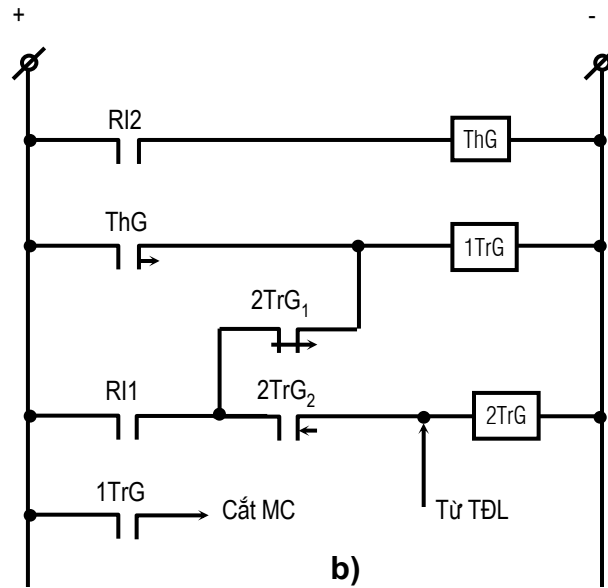 + -
RI2
ThG
ThG
1TrG
2TrG₁
RI1
2TrG₂
2TrG
1TrG
Cắt MC
Từ TĐL
b)